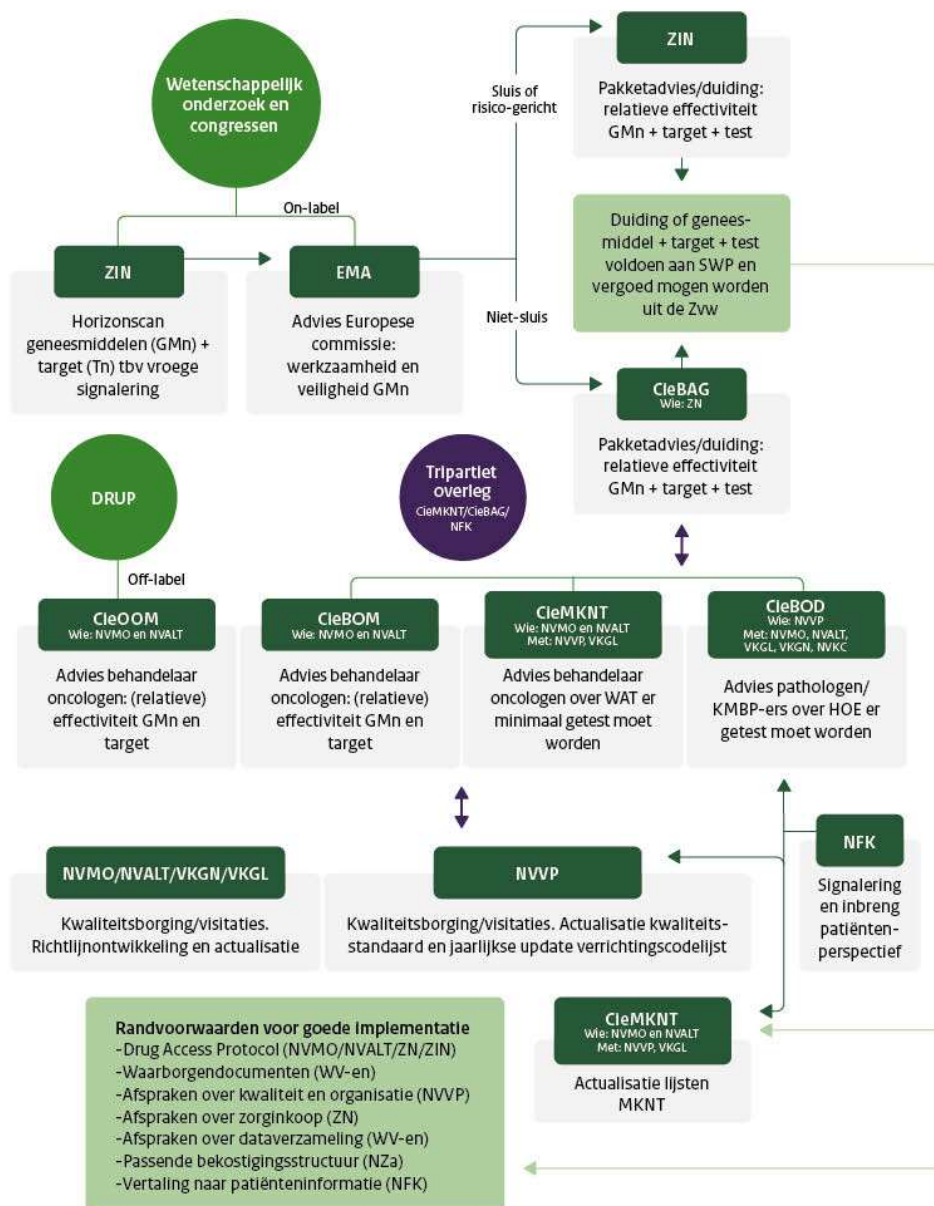 Wetenschappelijk
onderzoek en
congressen
On-label
ZIN
Horizonscan
geneesmiddelen (GMn) +
target (Tn) tbv vroege
signalering
EMA
Advies Europese
commissie:
werkzaamheid en
veiligheid GMn
Sluis of
risico-gericht
Niet-sluis
ZIN
Pakketadvies/duiding:
relatieve effectiviteit
GMn + target + test
Duiding of genees-
middel + target + test
voldoen aan SWP en
vergoed mogen worden
uit de Zvw
CieBAG
Wie: ZN
Pakketadvies/duiding:
relatieve effectiviteit
GMn + target + test
DRUP
Off-label
Tripartiet
overleg
CieMKNT/CieBAG/
NFK
CieOOM
Wie: NVMO en NVALT
Advies behandelaar
oncologen: (relatieve)
effectiviteit GMn en
target
CieBOM
Wie: NVMO en NVALT
Advies behandelaar
oncologen: (relatieve)
effectiviteit GMn en
target
CieMKNT
Wie: NVMO en NVALT
Met: NVVP, VKGL
Advies behandelaar
oncologen over WAT er
minimaal getest moet
worden
CieBOD
Wie: NVVP
Met: NVMO, NVALT,
VKGL, VKGN, NVKC
Advies pathologen/
KMBP-ers over HOE er
getest moet worden
NVMO/NVALT/VKGN/VKGL
Kwaliteitsborging/visitaties.
Richtlijnontwikkeling en actualisatie
NVVP
Kwaliteitsborging/visitaties. Actualisatie kwaliteits-
standaard en jaarlijkse update verrichtingscodelijst
NFK
Signalering
en inbreng
patiënten-
perspectief
Randvoorwaarden voor goede implementatie
-Drug Access Protocol (NVMO/NVALT/ZN/ZIN)
-Waarborgendocumenten (WV-en)
-Afspraken over kwaliteit en organisatie (NVVP)
-Afspraken over zorginkoop (ZN)
-Afspraken over dataverzameling (WV-en)
-Passende bekostigingsstructuur (NZa)
-Vertaling naar patiënteninformatie (NFK)
CieMKNT
Wie: NVMO en NVALT
Met: NVVP, VKGL
Actualisatie lijsten
MKNT